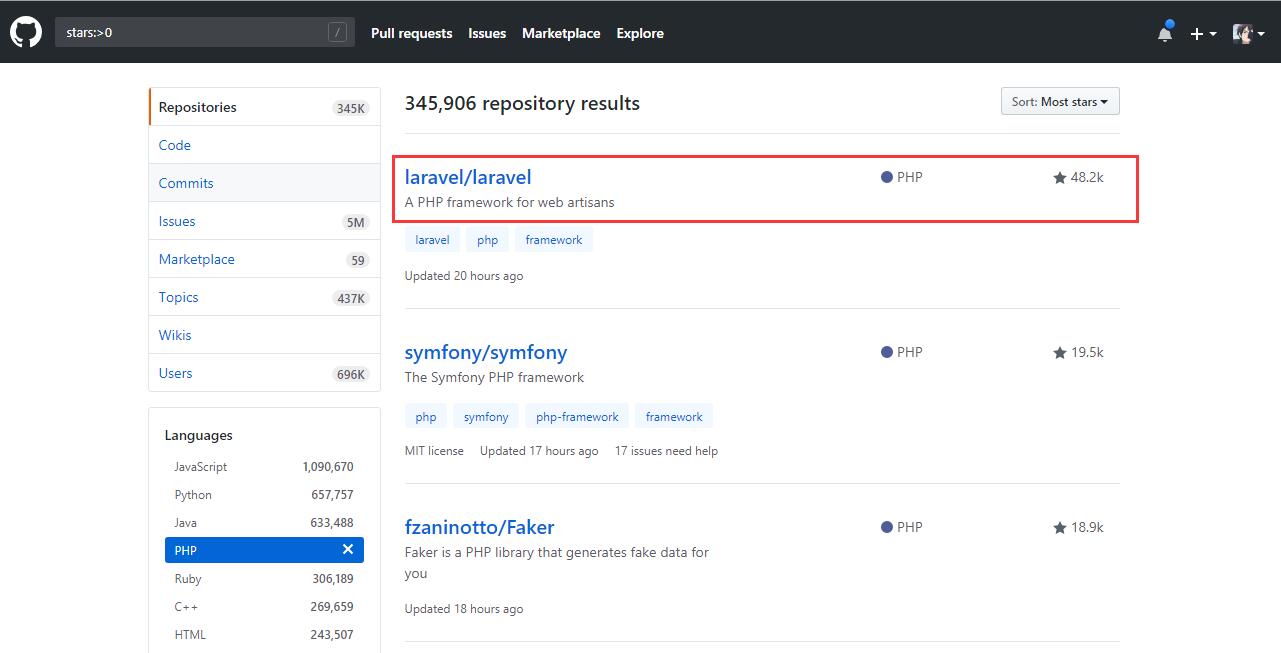 stars:>0 / Pull requests Issues Marketplace Explore
Repositories 345K
Code
Commits
Issues 5M
Marketplace 59
Topics 437K
Wikis
Users 696K
Languages
JavaScript 1,090,670
Python 657,757
Java 633,488
PHP
Ruby 306,189
C++ 269,659
HTML 243,507
345,906 repository results Sort: Most stars
laravel/laravel PHP 48.2k
A PHP framework for web artisans
laravel php framework
Updated 20 hours ago
symfony/symfony PHP 19.5k
The Symfony PHP framework
php symfony php-framework framework
MIT license Updated 17 hours ago 17 issues need help
fzaninotto/Faker PHP 18.9k
Faker is a PHP library that generates fake data for
you
Updated 18 hours ago